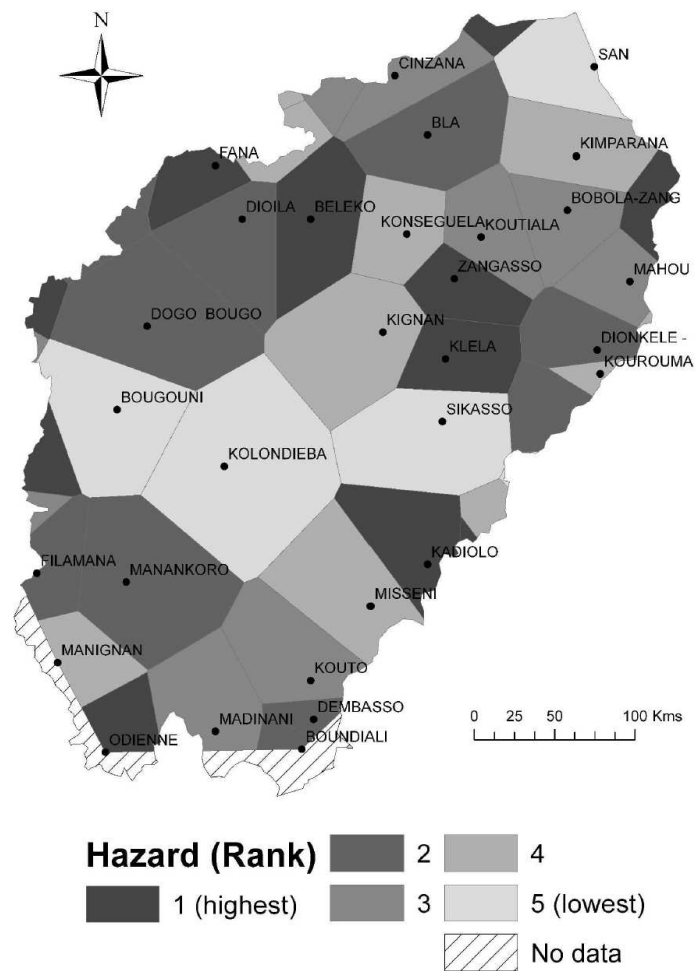 N
SAN
CINZANA
BLA
KIMPARANA
FANA
BOBOLA-ZANG
DIOILA
BELEKO
KONSEGUELA
KOUTIALA
ZANGASSO
MAHOU
DOGO BOUGO
KIGNAN
DIONKELE -
KLELA
KOUROUMA
BOUGOUNI
SIKASSO
KOLONDIEBA
FILAMANA
MANANKORO
KADIOLO
MISSENI
MANIGNAN
KOUTO
DEMBASSO
MADINANI
ODIENNE
BOUNDIALI
0 25 50 100 Kms
Hazard (Rank)
1 (highest)
2
3
4
5 (lowest)
No data